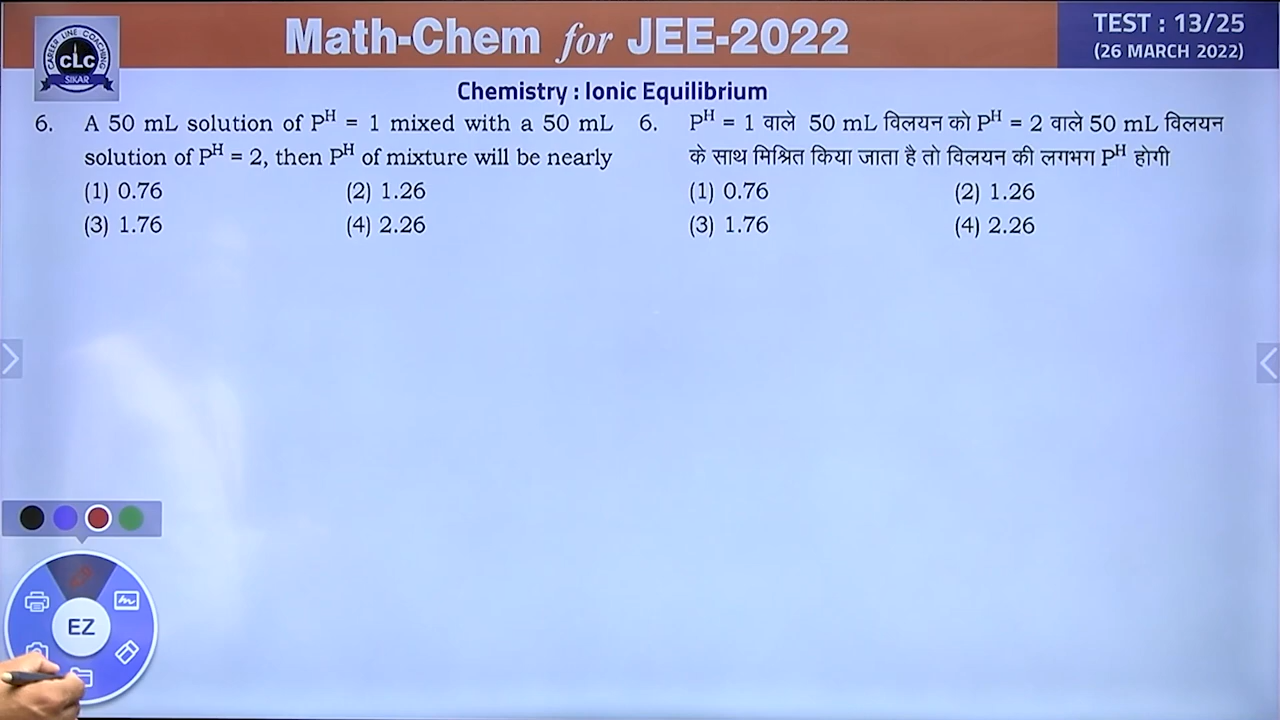 CAREER LINE COACHING
CLC
SIKAR
Math-Chem for JEE-2022
TEST : 13/25
(26 MARCH 2022)
Chemistry : Ionic Equilibrium
6. A 50 mL solution of P^H = 1 mixed with a 50 mL
solution of P^H = 2, then P^H of mixture will be nearly
(1) 0.76 (2) 1.26
(3) 1.76 (4) 2.26
6. P^H = 1 वाले 50 mL विलयन को P^H = 2 वाले 50 mL विलयन
के साथ मिश्रित किया जाता है तो विलयन की लगभग P^H होगी
(1) 0.76 (2) 1.26
(3) 1.76 (4) 2.26
EZ